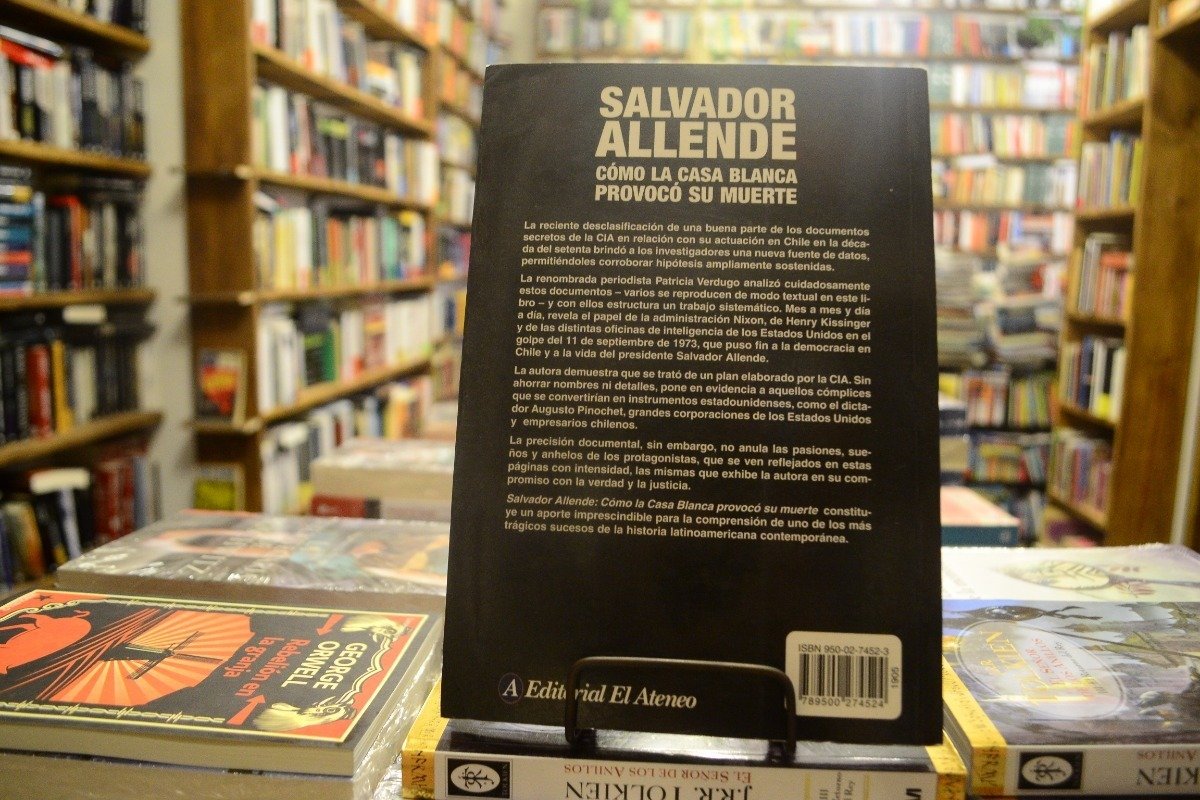 SALVADOR
ALLENDE
CÓMO LA CASA BLANCA
PROVOCÓ SU MUERTE
La reciente desclasificación de una buena parte de los documentos
secretos de la CIA en relación con su actuación en Chile en la déca-
da del setenta brindó a los investigadores una nueva fuente de datos,
permitiéndoles corroborar hipótesis ampliamente sostenidas.
La renombrada periodista Patricia Verdugo analizó cuidadosamente
estos documentos – varios se reproducen de modo textual en este li-
bro – y con ellos estructura un trabajo sistemático. Mes a mes y día
a día, revela el papel de la administración Nixon, de Henry Kissinger
y de las distintas oficinas de inteligencia de los Estados Unidos en el
golpe del 11 de septiembre de 1973, que puso fin a la democracia en
Chile y a la vida del presidente Salvador Allende.
La autora demuestra que se trató de un plan elaborado por la CIA. Sin
ahorrar nombres ni detalles, pone en evidencia a aquellos cómplices
que se convertirían en instrumentos estadounidenses, como el dicta-
dor Augusto Pinochet, grandes corporaciones de los Estados Unidos
y empresarios chilenos.
La precisión documental, sin embargo, no anula las pasiones, sue-
ños y anhelos de los protagonistas, que se ven reflejados en estas
páginas con intensidad, las mismas que exhibe la autora en su com-
promiso con la verdad y la justicia.
Salvador Allende: Cómo la Casa Blanca provocó su muerte constitu-
ye un aporte imprescindible para la comprensión de uno de los más
trágicos sucesos de la historia latinoamericana contemporánea.
ISBN 950-02-7452-3
789500 274524
1905
A Editorial El Ateneo
GEORGE
ORWELL
Rebelión en
la granja
EL SEÑOR DE LOS ANILLOS
J.R.R. TOLKIEN
III
EL SEÑOR DE LOS ANILLOS
J.R.R. TOLKIEN